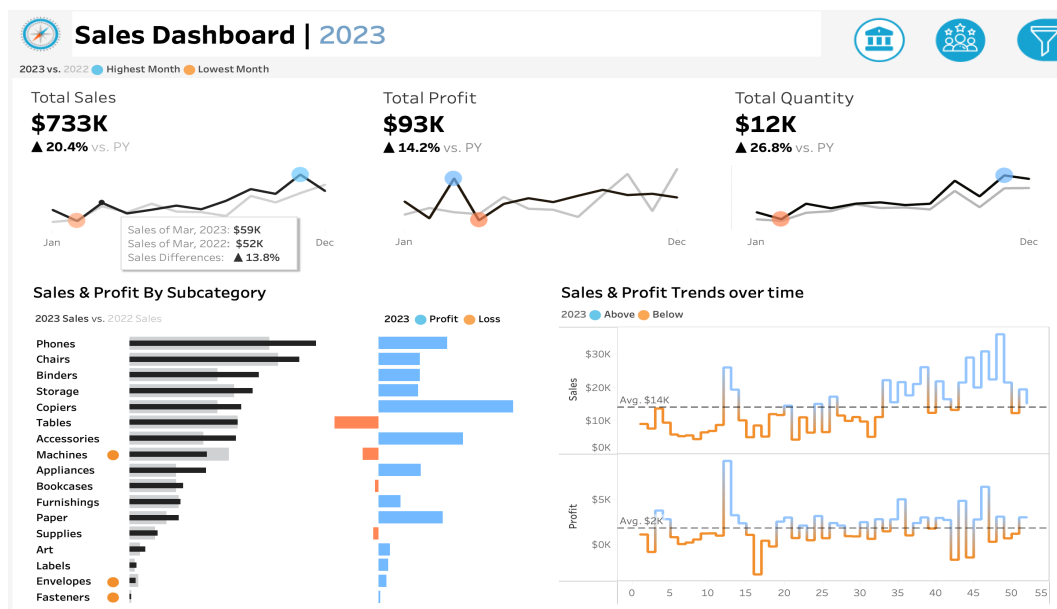 Sales Dashboard | 2023
2023 vs. 2022 Highest Month Lowest Month
Total Sales
$733K
▲ 20.4% vs. PY
Jan
Dec
Sales of Mar, 2023: $59K
Sales of Mar, 2022: $52K
Sales Differences: ▲ 13.8%
Total Profit
$93K
▲ 14.2% vs. PY
Jan
Dec
Total Quantity
$12K
▲ 26.8% vs. PY
Jan
Dec
Sales & Profit By Subcategory
2023 Sales vs. 2022 Sales
2023 Profit Loss
Phones
Chairs
Binders
Storage
Copiers
Tables
Accessories
Machines
Appliances
Bookcases
Furnishings
Paper
Supplies
Art
Labels
Envelopes
Fasteners
Sales & Profit Trends over time
2023 Above Below
Sales
$30K
$20K
$10K
$0K
Avg. $14K
Profit
$5K
$0K
Avg. $2K
0 5 10 15 20 25 30 35 40 45 50 55